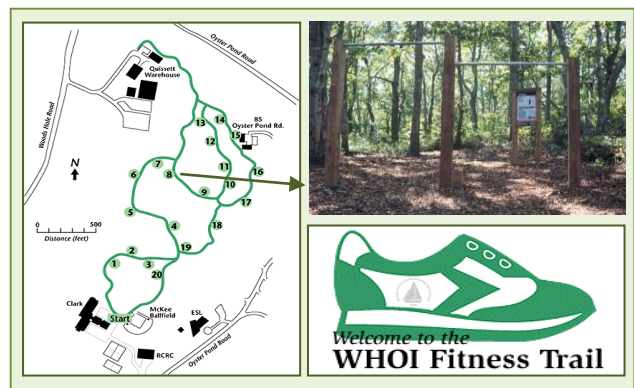 Oyster Pond Road
Quissett
Warehouse
Woods Hole Road
85
Oyster Pond Rd.
13
14
15
12
7
8
11
16
6
10
9
17
N
5
4
18
0
500
Distance (feet)
2
19
1
3
20
Clark
Start
McKee
Ballfield
ESL
RCRC
Oyster Pond Road
Welcome to the
WHOI Fitness Trail